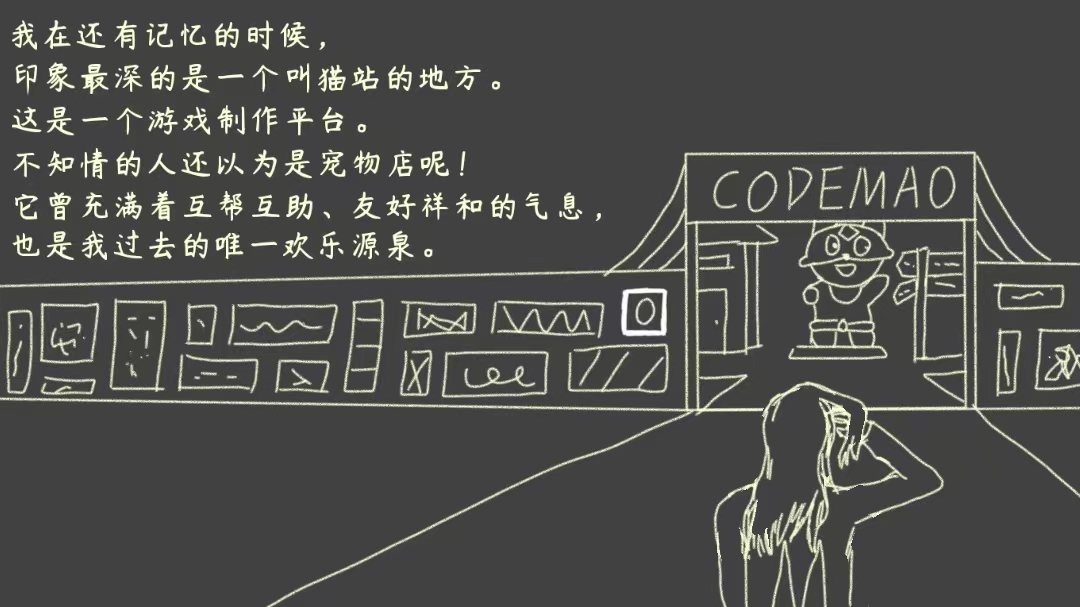 我在还有记忆的时候，
印象最深的是一个叫猫站的地方。
这是一个游戏制作平台。
不知情的人还以为是宠物店呢！
它曾充满着互帮互助、友好祥和的气息，
也是我过去的唯一欢乐源泉。
CODEMAO